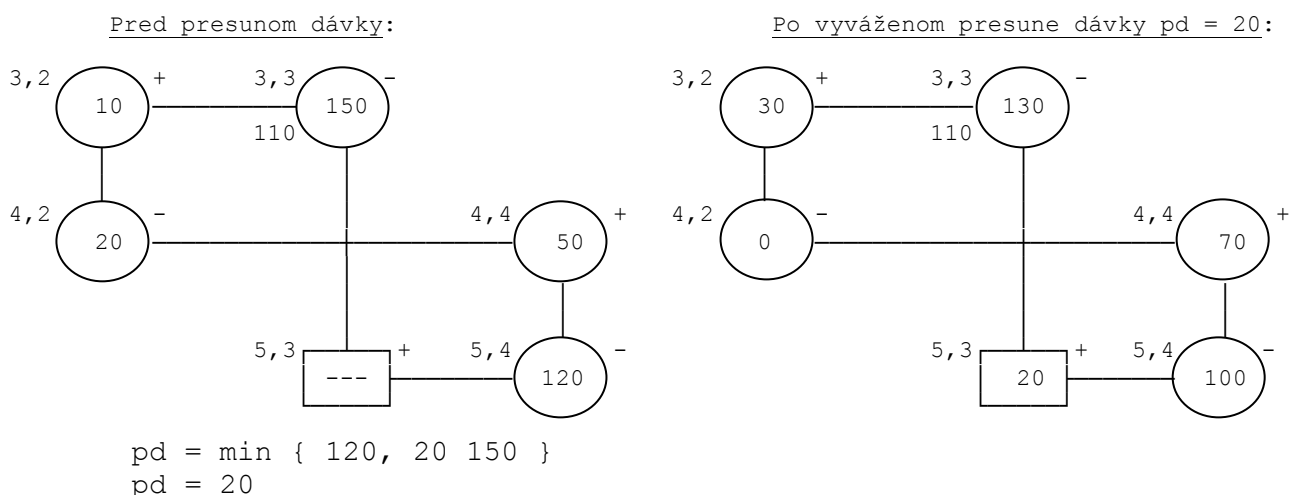 Pred presunom dávky: Po vyváženom presune dávky pd = 20:
3,2 + 3,3 - 3,2 + 3,3 -
10 150 30 130
110 110
4,2 - 4,4 + 4,2 - 4,4 +
20 50 0 70
5,3 + 5,4 - 5,3 + 5,4 -
--- 120 20 100
pd = min { 120, 20 150 }
pd = 20